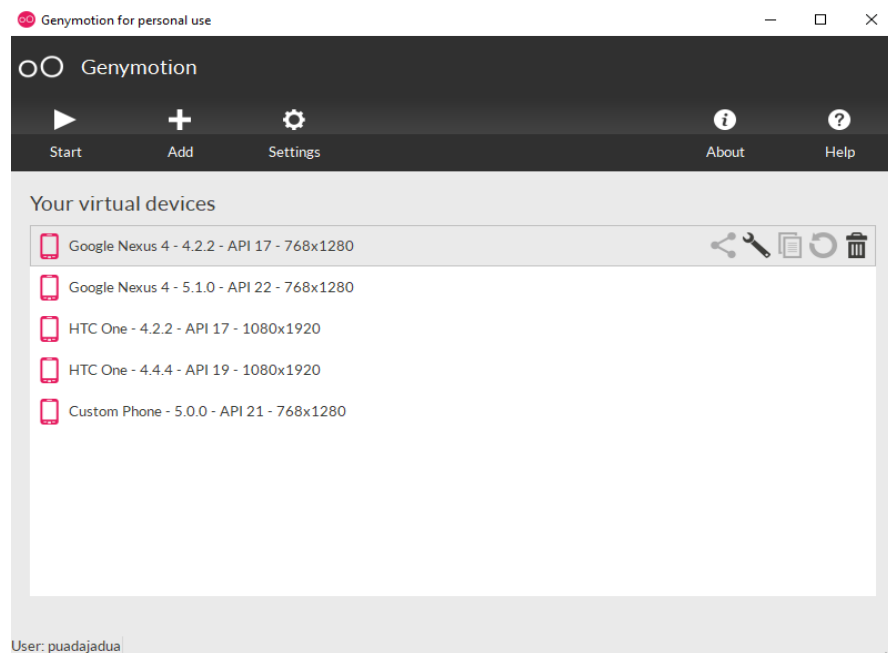 Genymotion for personal use
Genymotion
Start Add Settings About Help
Your virtual devices
Google Nexus 4 - 4.2.2 - API 17 - 768x1280
Google Nexus 4 - 5.1.0 - API 22 - 768x1280
HTC One - 4.2.2 - API 17 - 1080x1920
HTC One - 4.4.4 - API 19 - 1080x1920
Custom Phone - 5.0.0 - API 21 - 768x1280
User: puadajadua